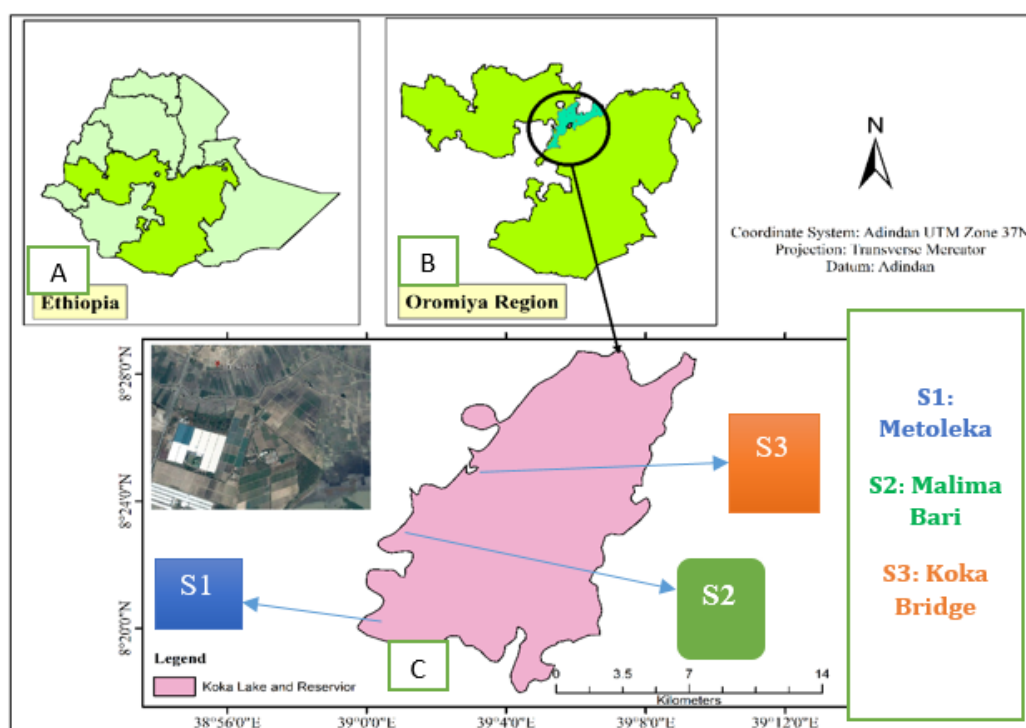 A
Ethiopia
B
Oromiya Region
N
Coordinate System: Adindan UTM Zone 37N
Projection: Transverse Mercator
Datum: Adindan
8°28'0"N
8°24'0"N
8°20'0"N
S3
S1
S2
C
Legend
Koka Lake and Reservior
0 3.5 7 14
Kilometers
38°56'0"E 39°0'0"E 39°4'0"E 39°8'0"E 39°12'0"E
S1:
Metoleka
S2: Malima
Bari
S3: Koka
Bridge